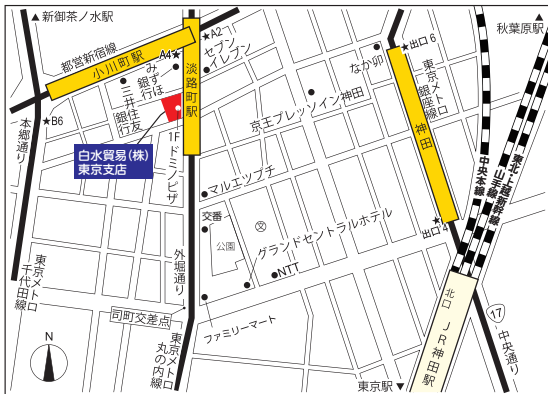 ▲新御茶ノ水駅
秋葉原駅▲
都営新宿線
小川町駅
A4★
★A2
セブン
イレブン
みずほ
銀行
三井住友
銀行
淡路町駅
★B6
本郷通り
なか卯
★出口6
東京メトロ
銀座線
神田
京王プレッソイン神田
白水貿易(株)
東京支店
1F ドミノピザ
マルエツプチ
交番
公園
文
グランドセントラルホテル
NTT
出口4
★
東北・上越新幹線
山手線
中央本線
外堀通り
東京メトロ
千代田線
司町交差点
ファミリーマート
東京メトロ
丸の内線
N
北口
JR神田駅
17
中央通り
東京駅▼